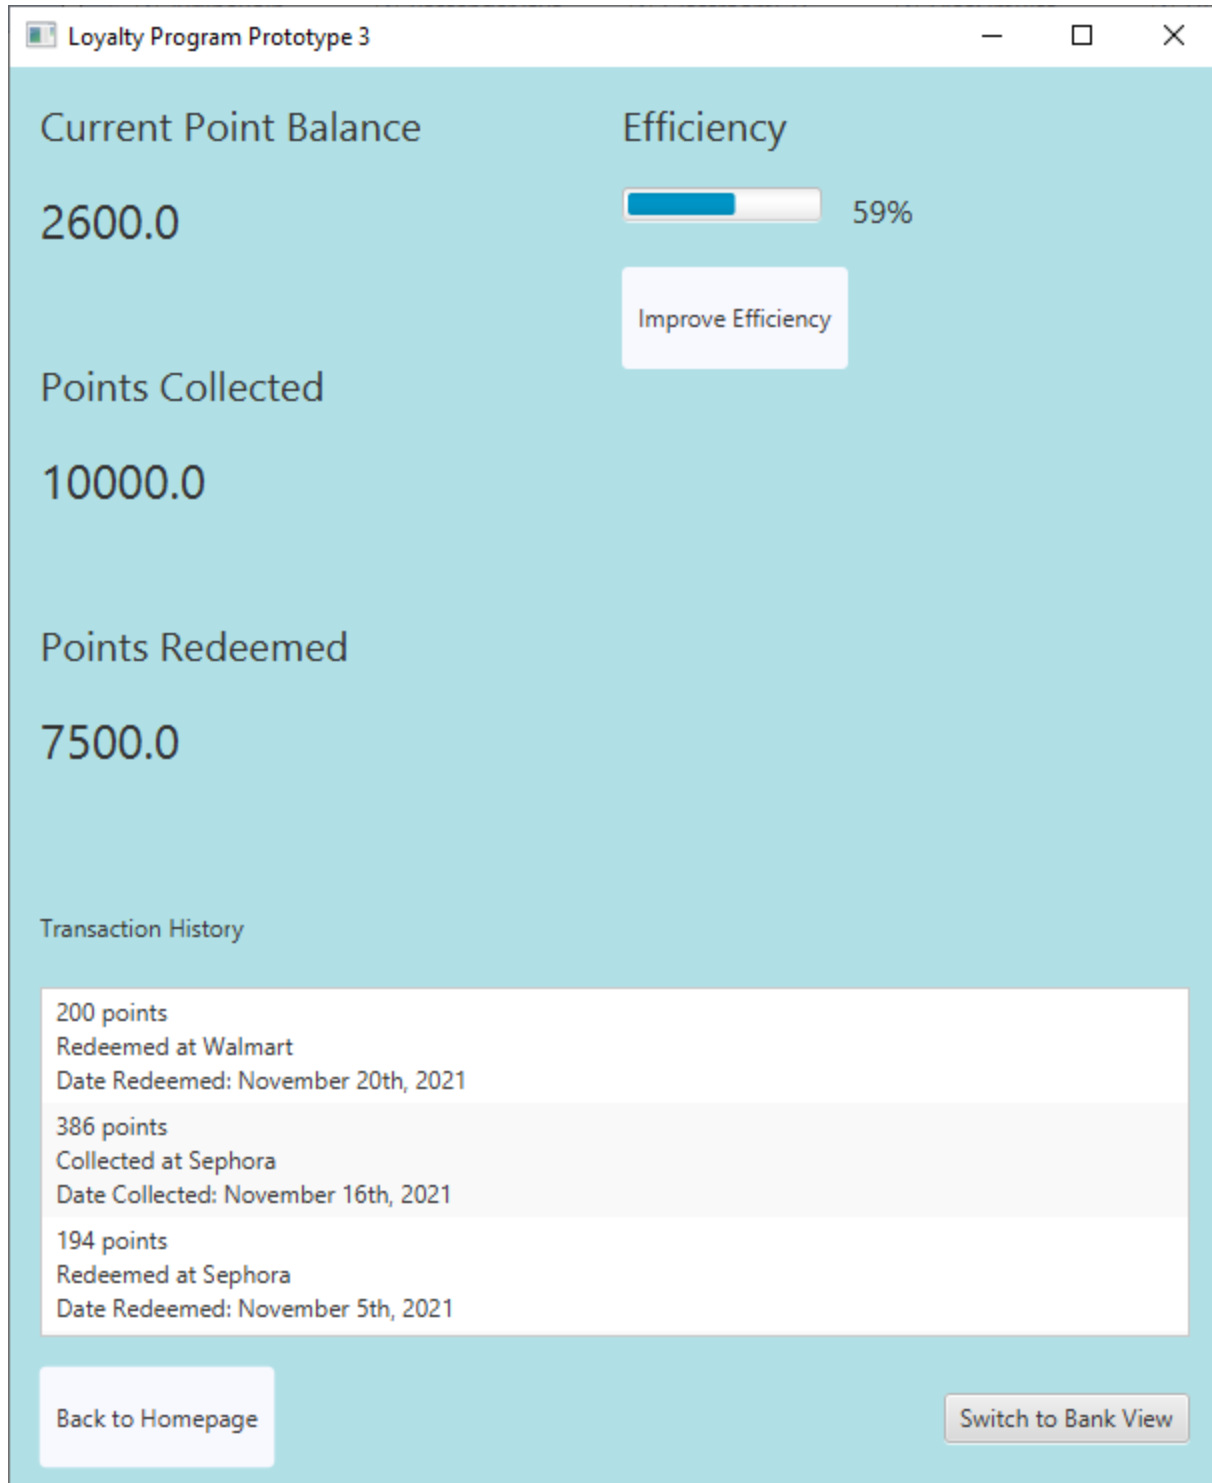 Loyalty Program Prototype 3
Current Point Balance
2600.0
Efficiency
59%
Improve Efficiency
Points Collected
10000.0
Points Redeemed
7500.0
Transaction History
200 points
Redeemed at Walmart
Date Redeemed: November 20th, 2021
386 points
Collected at Sephora
Date Collected: November 16th, 2021
194 points
Redeemed at Sephora
Date Redeemed: November 5th, 2021
Back to Homepage
Switch to Bank View